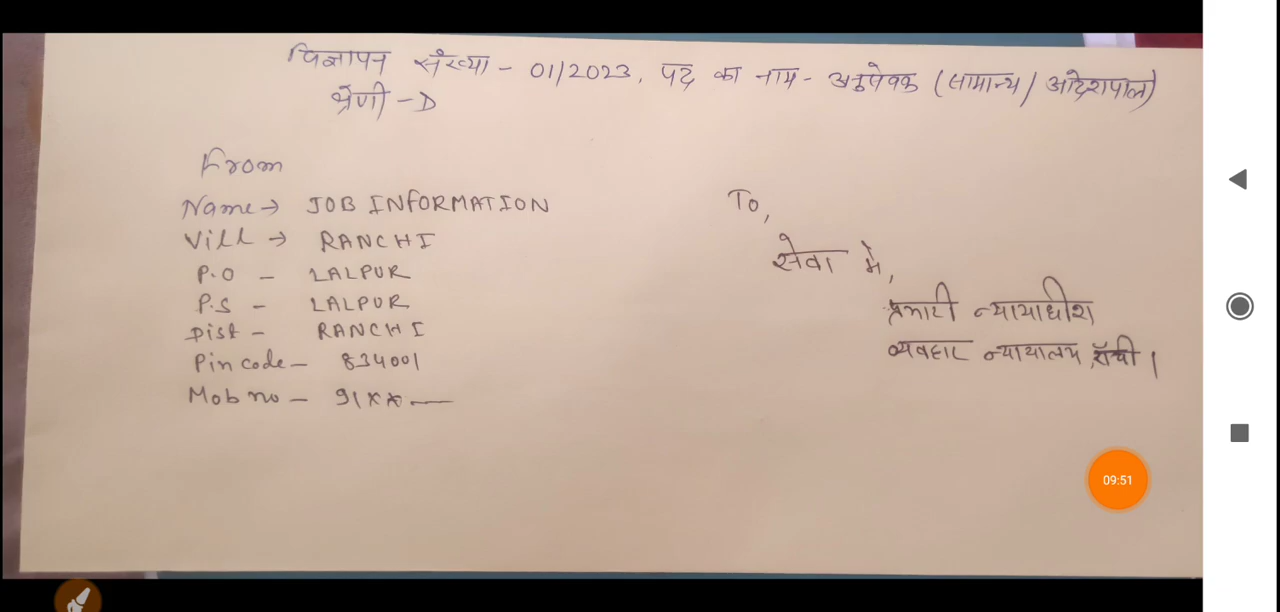 विज्ञापन संख्या - 01/2023, पद का नाम - अनुसेवक (सामान्य / आदेशपाल)
श्रेणी - D
From
Name → JOB INFORMATION
Vill → RANCHI
P.O - LALPUR
P.S - LALPUR
Dist - RANCHI
Pin code - 834001
Mob no - 91xx —
To,
सेवा मे,
प्रभारी न्यायाधीश
व्यवहार न्यायालय, राँची।
09:51